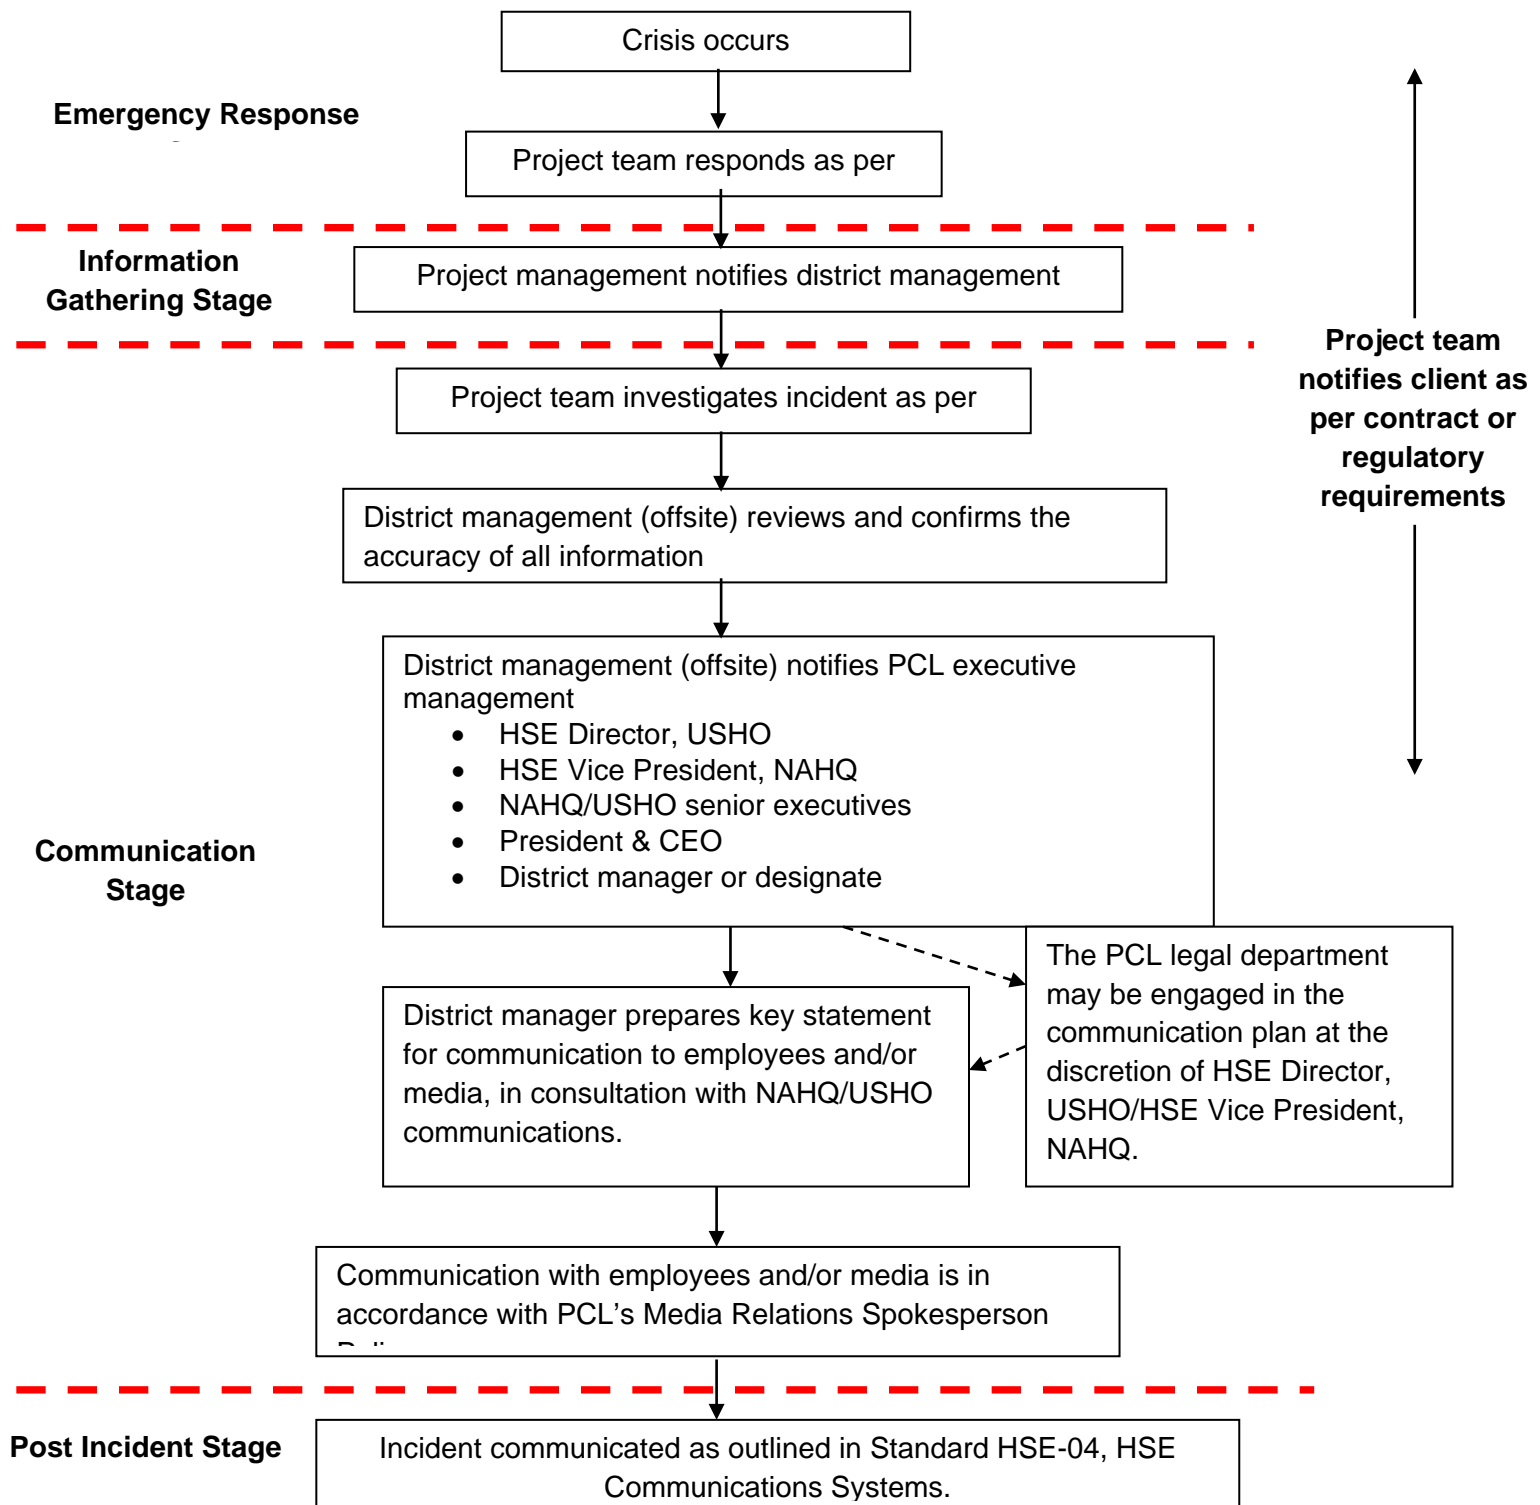 Crisis occurs
Emergency Response
Project team responds as per
Information
Gathering Stage
Project management notifies district management
Project team investigates incident as per
Project team
notifies client as
per contract or
regulatory
requirements
District management (offsite) reviews and confirms the
accuracy of all information
District management (offsite) notifies PCL executive
management
• HSE Director, USHO
• HSE Vice President, NAHQ
• NAHQ/USHO senior executives
• President & CEO
• District manager or designate
Communication
Stage
The PCL legal department
may be engaged in the
communication plan at the
discretion of HSE Director,
USHO/HSE Vice President,
NAHQ.
District manager prepares key statement
for communication to employees and/or
media, in consultation with NAHQ/USHO
communications.
Communication with employees and/or media is in
accordance with PCL’s Media Relations Spokesperson
Post Incident Stage
Incident communicated as outlined in Standard HSE-04, HSE
Communications Systems.